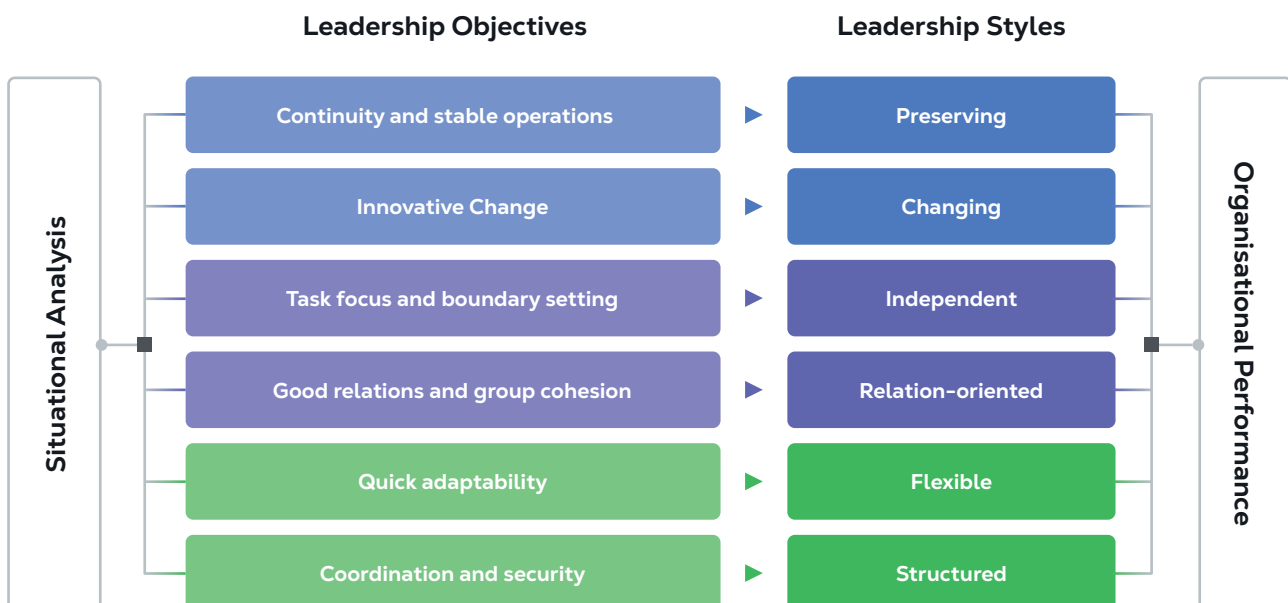 Leadership Objectives
Leadership Styles
Situational Analysis
Continuity and stable operations
Preserving
Innovative Change
Changing
Task focus and boundary setting
Independent
Good relations and group cohesion
Relation-oriented
Quick adaptability
Flexible
Coordination and security
Structured
Organisational Performance